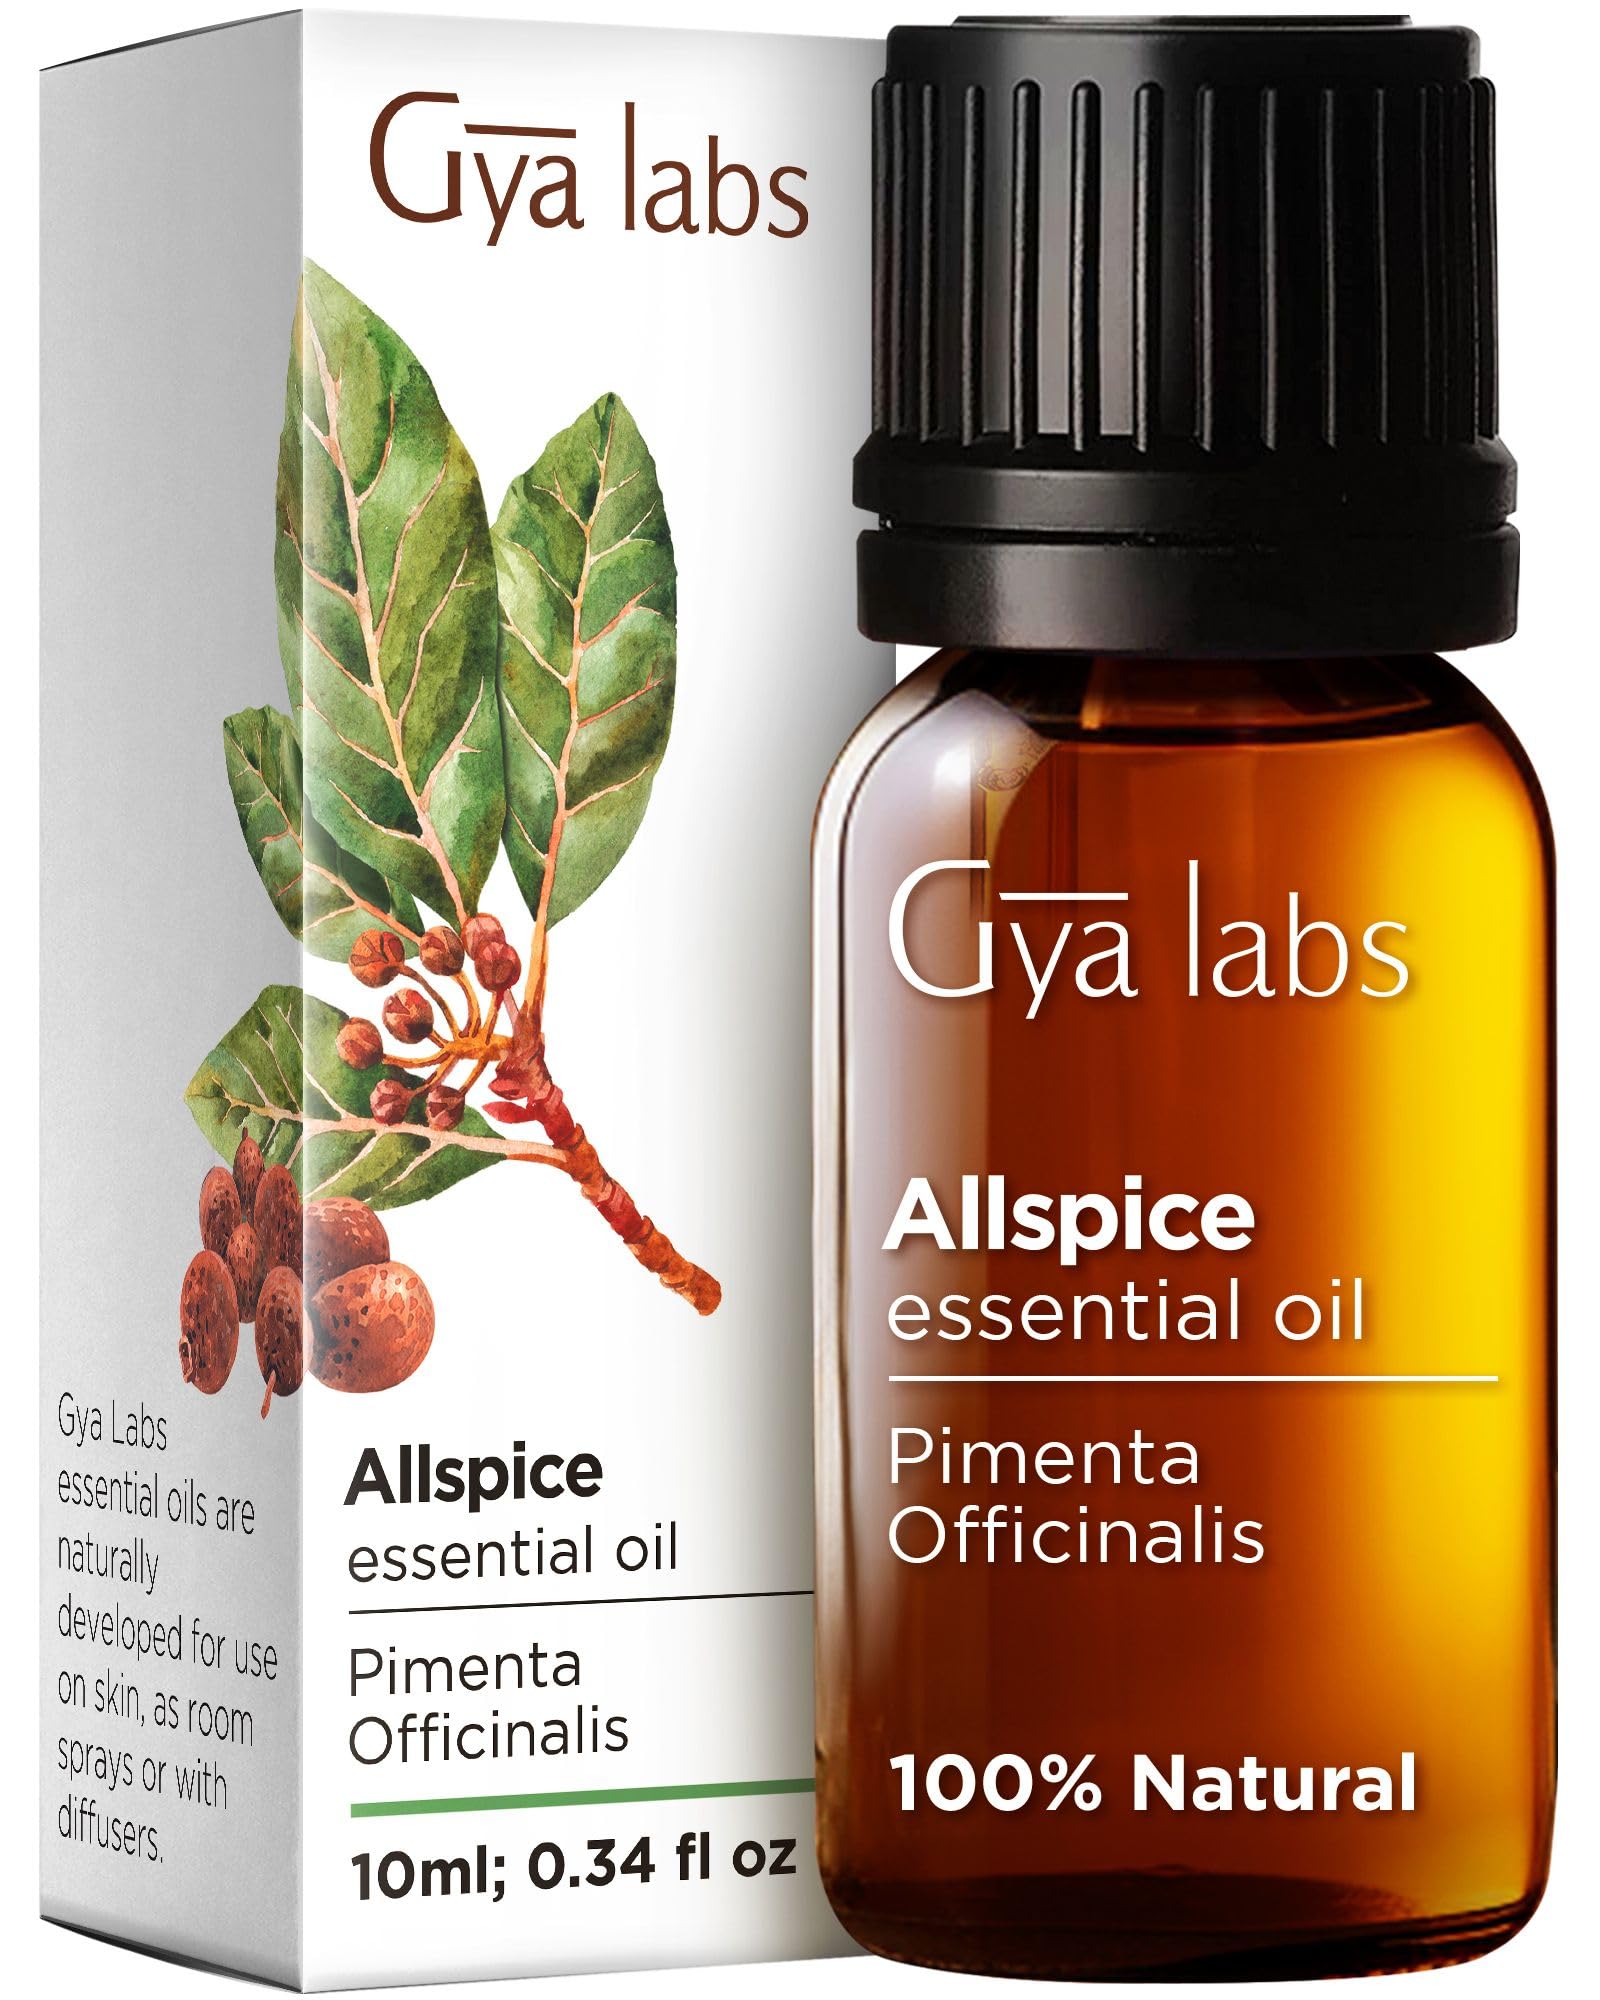 Gya labs
Allspice
essential oil
Pimenta
Officinalis
10ml; 0.34 fl oz
Gya Labs
essential oils are
naturally
developed for use
on skin, as room
sprays or with
diffusers.
Gya labs
Allspice
essential oil
Pimenta
Officinalis
100% Natural